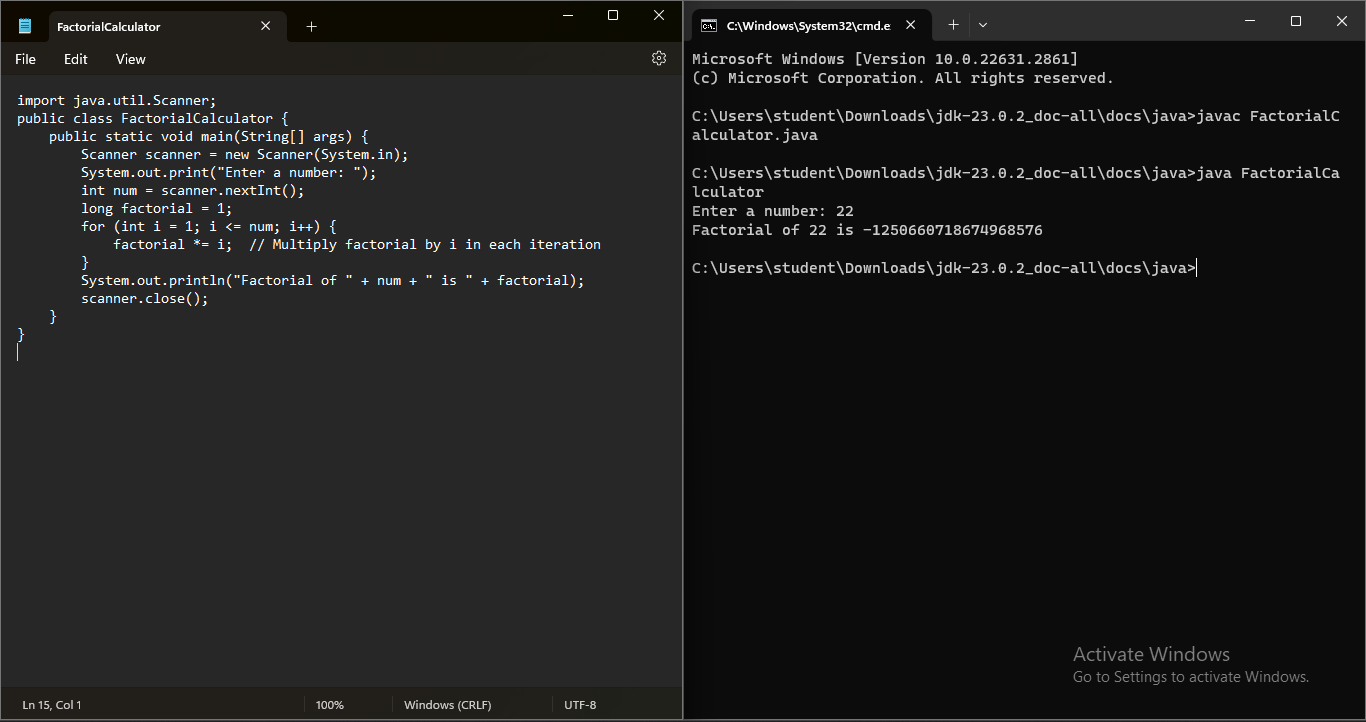 FactorialCalculator
File Edit View
import java.util.Scanner;
public class FactorialCalculator {
    public static void main(String[] args) {
        Scanner scanner = new Scanner(System.in);
        System.out.print("Enter a number: ");
        int num = scanner.nextInt();
        long factorial = 1;
        for (int i = 1; i <= num; i++) {
            factorial *= i;  // Multiply factorial by i in each iteration
        }
        System.out.println("Factorial of " + num + " is " + factorial);
        scanner.close();
    }
}
Ln 15, Col 1 100% Windows (CRLF) UTF-8
C:\Windows\System32\cmd.e
Microsoft Windows [Version 10.0.22631.2861]
(c) Microsoft Corporation. All rights reserved.
C:\Users\student\Downloads\jdk-23.0.2_doc-all\docs\java>javac FactorialC
alculator.java
C:\Users\student\Downloads\jdk-23.0.2_doc-all\docs\java>java FactorialCa
lculator
Enter a number: 22
Factorial of 22 is -1250660718674968576
C:\Users\student\Downloads\jdk-23.0.2_doc-all\docs\java>
Activate Windows
Go to Settings to activate Windows.